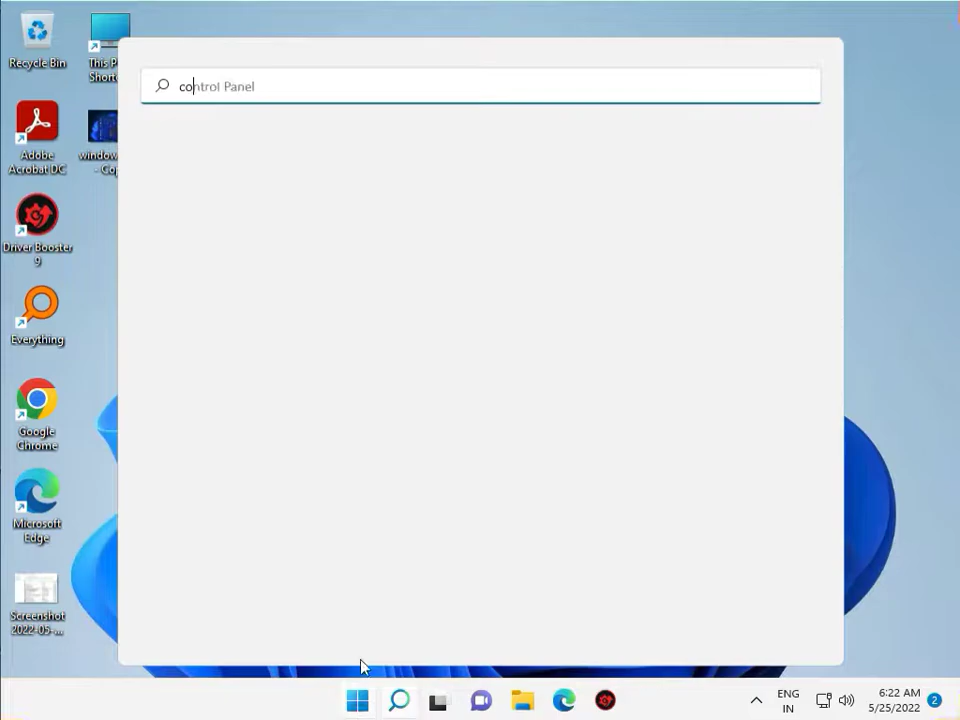 Recycle Bin
This P
Shortc
control Panel
Adobe
Acrobat DC
window
- Cop
Driver Booster
9
Everything
Google
Chrome
Microsoft
Edge
Screenshot
2022-05-...
ENG
IN
6:22 AM
5/25/2022
2